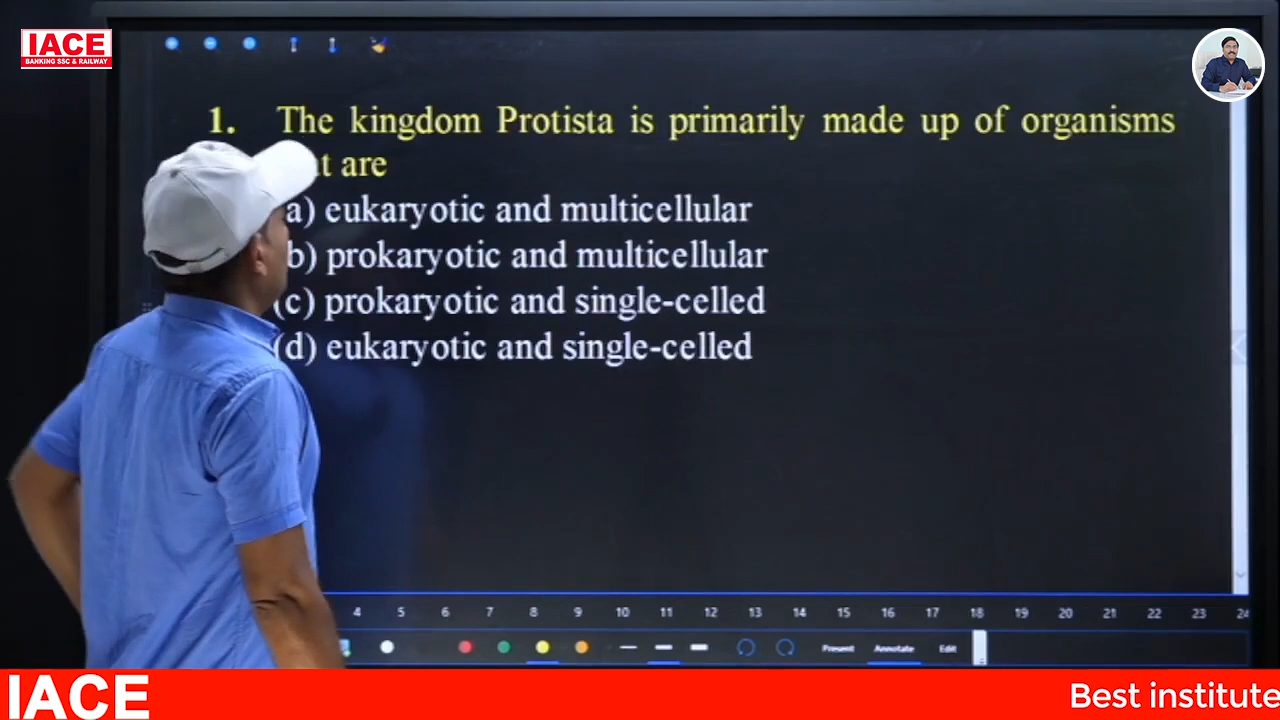 IACE
BANKING SSC & RAILWAY
1. The kingdom Protista is primarily made up of organisms
are
a) eukaryotic and multicellular
b) prokaryotic and multicellular
(c) prokaryotic and single-celled
(d) eukaryotic and single-celled
4 5 6 7 8 9 10 11 12 13 14 15 16 17 18 19 20 21 22 23 24
Present Annotate Edit
IACE Best institute